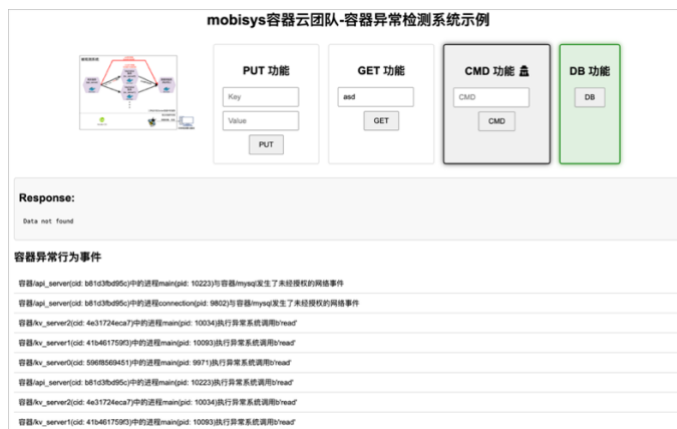 mobisys容器云团队-容器异常检测系统示例
PUT 功能
Key
Value
PUT
GET 功能
asd
GET
CMD 功能
CMD
CMD
DB 功能
DB
Response:
Data not found
容器异常行为事件
容器/api_server(cid: b81d3fbd95c)中的进程main(pid: 10223)与容器/mysql发生了未经授权的网络事件
容器/api_server(cid: b81d3fbd95c)中的进程connection(pid: 9802)与容器/mysql发生了未经授权的网络事件
容器/kv_server2(cid: 4e31724eca7)中的进程main(pid: 10034)执行异常系统调用b'read'
容器/kv_server1(cid: 41b461759f3)中的进程main(pid: 10093)执行异常系统调用b'read'
容器/kv_server0(cid: 596f8569451)中的进程main(pid: 9971)执行异常系统调用b'read'
容器/api_server(cid: b81d3fbd95c)中的进程main(pid: 10223)执行异常系统调用b'read'
容器/kv_server2(cid: 4e31724eca7)中的进程main(pid: 10034)执行异常系统调用b'read'
容器/kv_server1(cid: 41b461759f3)中的进程main(pid: 10093)执行异常系统调用b'read'